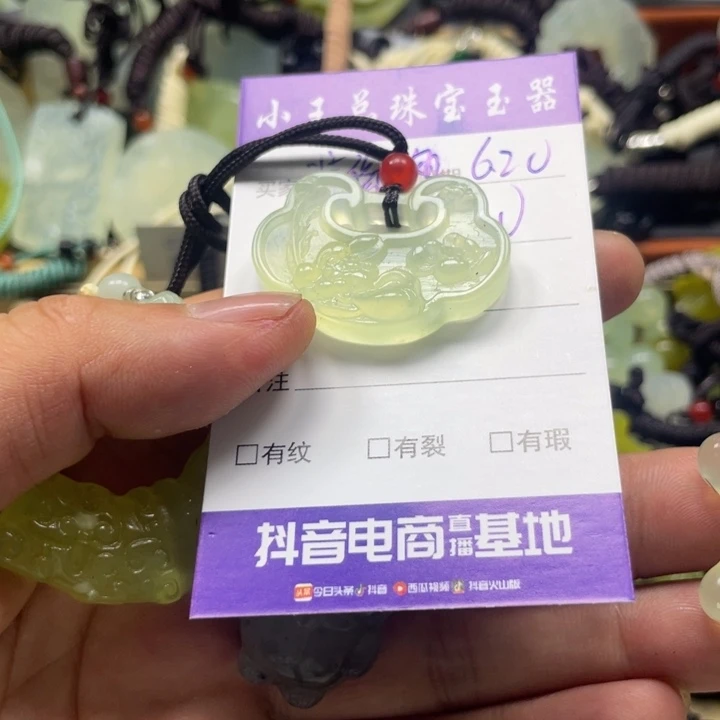 小王总珠宝玉器
620
注
□有纹 □有裂 □有瑕
抖音电商直播基地
头条 今日头条 抖音 西瓜视频 抖音火山版